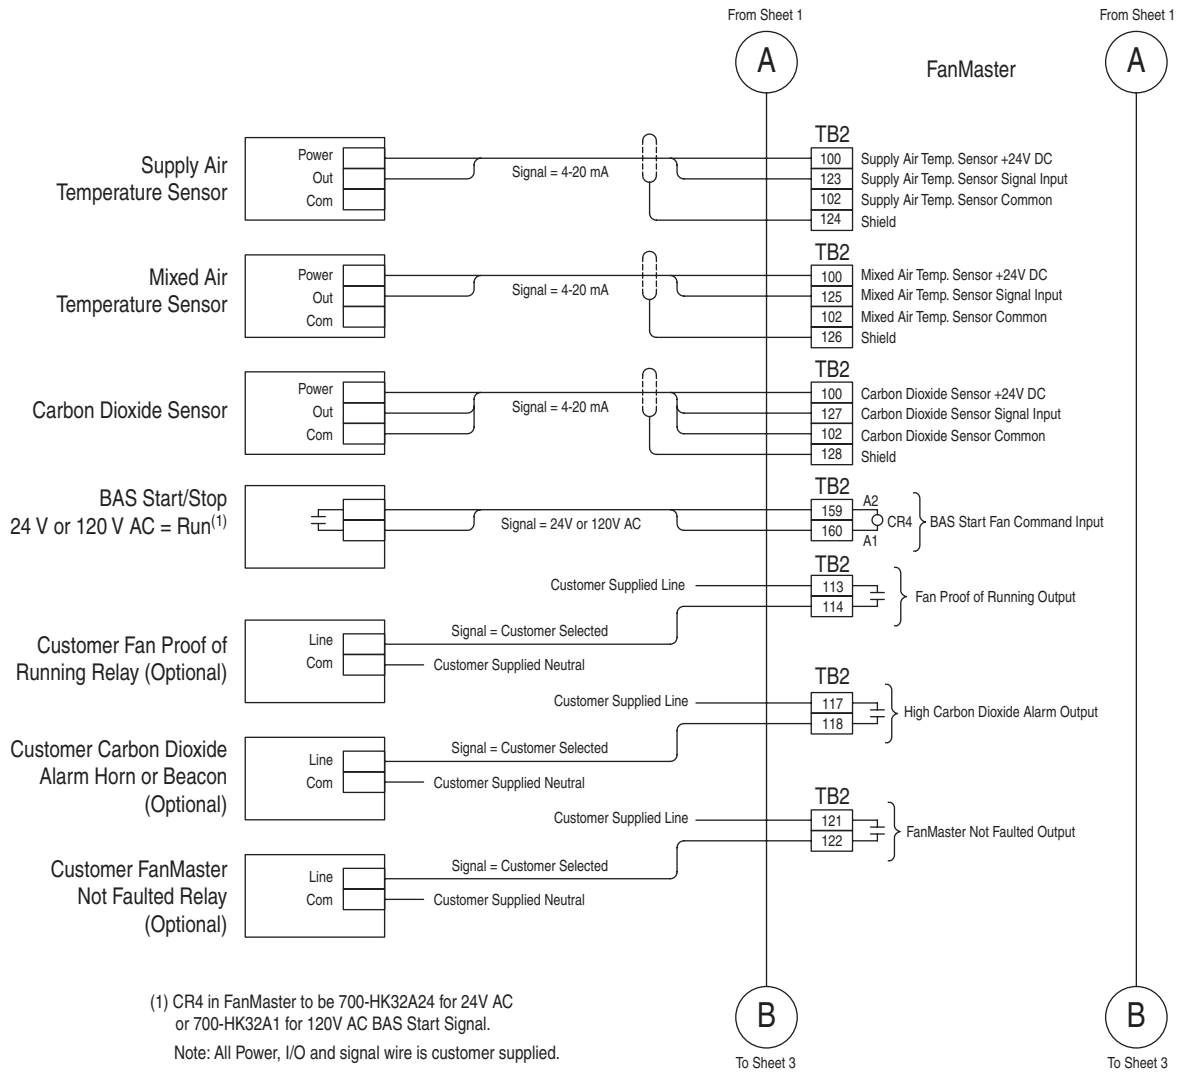 From Sheet 1
From Sheet 1
A
A
FanMaster
Supply Air
Temperature Sensor
Power
Out
Com
Signal = 4-20 mA
TB2
100 Supply Air Temp. Sensor +24V DC
123 Supply Air Temp. Sensor Signal Input
102 Supply Air Temp. Sensor Common
124 Shield
Mixed Air
Temperature Sensor
Power
Out
Com
Signal = 4-20 mA
TB2
100 Mixed Air Temp. Sensor +24V DC
125 Mixed Air Temp. Sensor Signal Input
102 Mixed Air Temp. Sensor Common
126 Shield
Carbon Dioxide Sensor
Power
Out
Com
Signal = 4-20 mA
TB2
100 Carbon Dioxide Sensor +24V DC
127 Carbon Dioxide Sensor Signal Input
102 Carbon Dioxide Sensor Common
128 Shield
BAS Start/Stop
24 V or 120 V AC = Run(1)
Signal = 24V or 120V AC
TB2
159
160
A2
CR4
A1
BAS Start Fan Command Input
Customer Supplied Line
TB2
113
114
Fan Proof of Running Output
Customer Fan Proof of
Running Relay (Optional)
Line
Com
Signal = Customer Selected
Customer Supplied Neutral
Customer Supplied Line
TB2
117
118
High Carbon Dioxide Alarm Output
Customer Carbon Dioxide
Alarm Horn or Beacon
(Optional)
Line
Com
Signal = Customer Selected
Customer Supplied Neutral
Customer Supplied Line
TB2
121
122
FanMaster Not Faulted Output
Customer FanMaster
Not Faulted Relay
(Optional)
Line
Com
Signal = Customer Selected
Customer Supplied Neutral
(1) CR4 in FanMaster to be 700-HK32A24 for 24V AC
or 700-HK32A1 for 120V AC BAS Start Signal.
Note: All Power, I/O and signal wire is customer supplied.
B
B
To Sheet 3
To Sheet 3